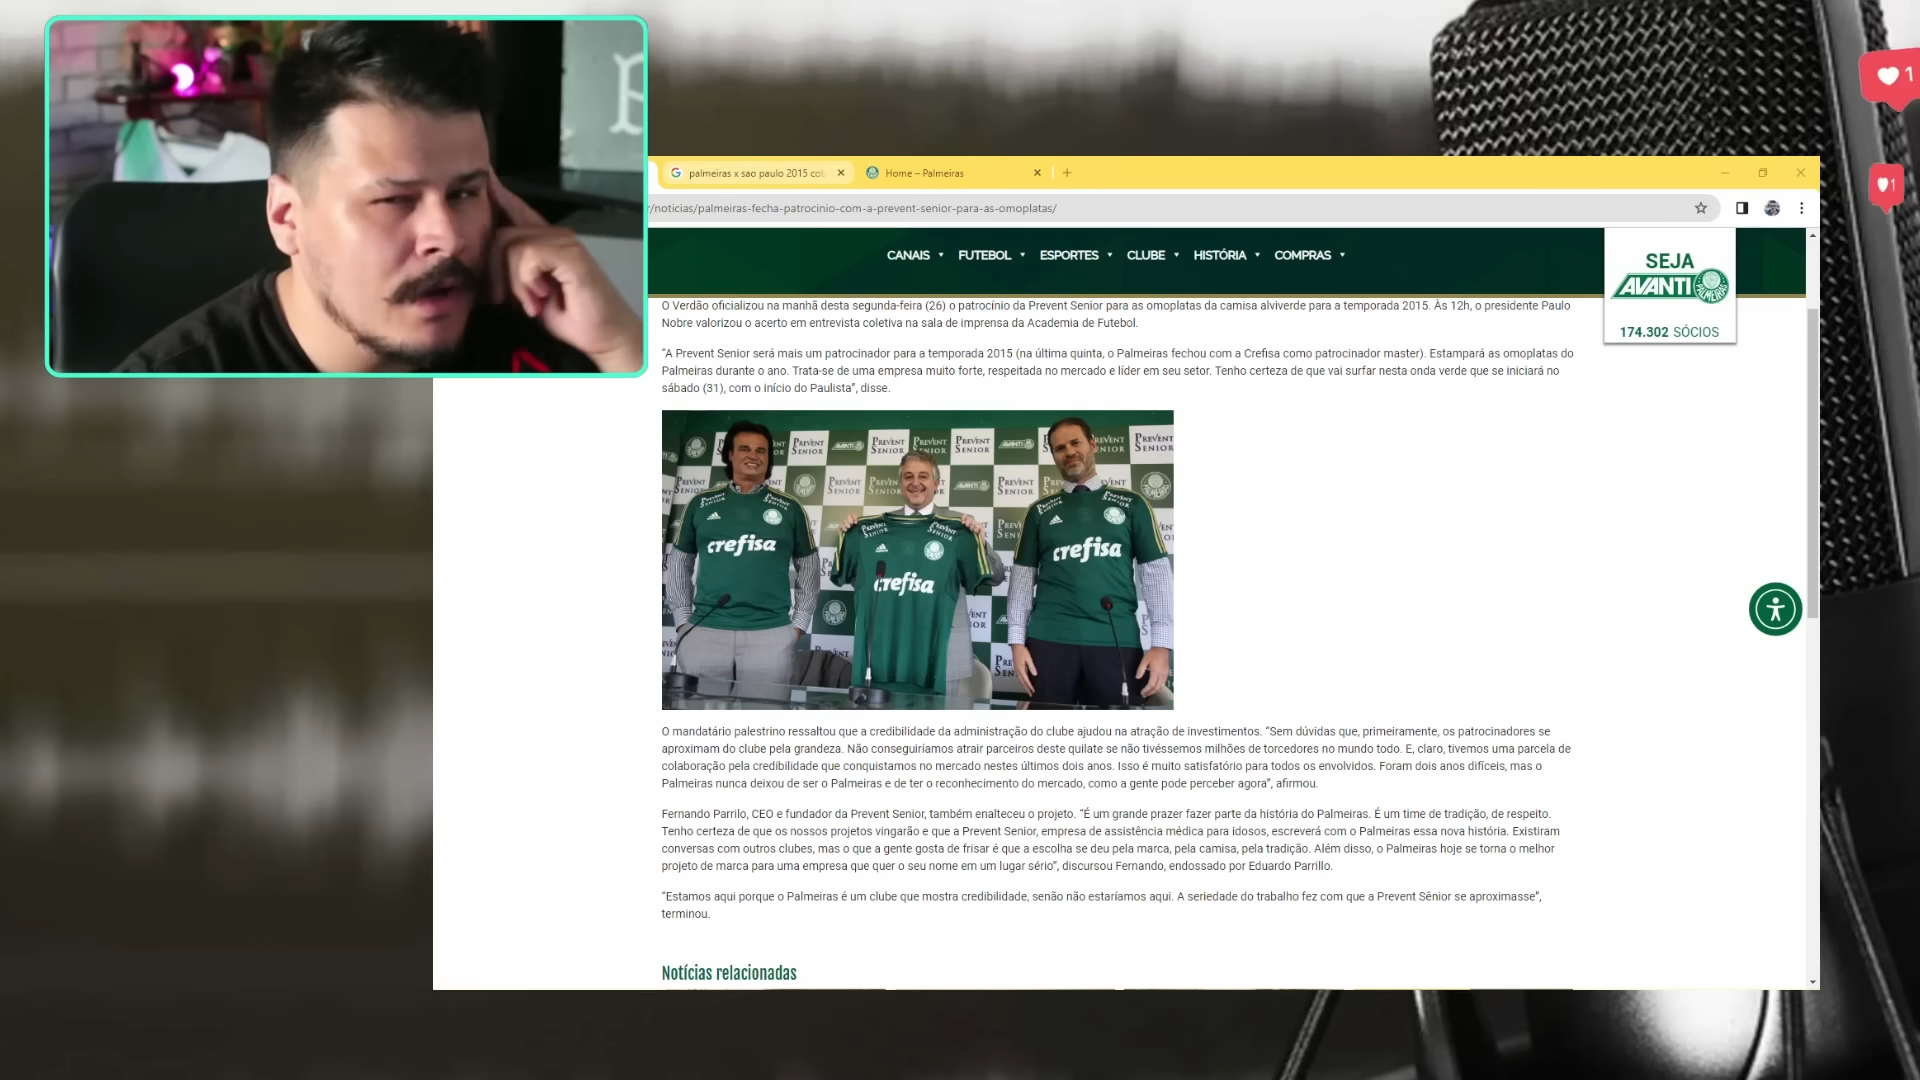 1
1
palmeiras x sao paulo 2015 col
Home – Palmeiras
r/noticias/palmeiras-fecha-patrocinio-com-a-prevent-senior-para-as-omoplatas/
CANAIS FUTEBOL ESPORTES CLUBE HISTÓRIA COMPRAS
SEJA
AVANTI
PALMEIRAS
174.302 SÓCIOS
O Verdão oficializou na manhã desta segunda-feira (26) o patrocínio da Prevent Senior para as omoplatas da camisa alviverde para a temporada 2015. Às 12h, o presidente Paulo
Nobre valorizou o acerto em entrevista coletiva na sala de imprensa da Academia de Futebol.
“A Prevent Senior será mais um patrocinador para a temporada 2015 (na última quinta, o Palmeiras fechou com a Crefisa como patrocinador master). Estampará as omoplatas do
Palmeiras durante o ano. Trata-se de uma empresa muito forte, respeitada no mercado e líder em seu setor. Tenho certeza de que vai surfar nesta onda verde que se iniciará no
sábado (31), com o início do Paulista”, disse.
PREVENT SENIOR
AVANTI
PREVENT SENIOR
PREVENT SENIOR
AVANTI
PREVENT SENIOR
adidas
crefisa
crefisa
crefisa
O mandatário palestrino ressaltou que a credibilidade da administração do clube ajudou na atração de investimentos. “Sem dúvidas que, primeiramente, os patrocinadores se
aproximam do clube pela grandeza. Não conseguiríamos atrair parceiros deste quilate se não tivéssemos milhões de torcedores no mundo todo. E, claro, tivemos uma parcela de
colaboração pela credibilidade que conquistamos no mercado nestes últimos dois anos. Isso é muito satisfatório para todos os envolvidos. Foram dois anos difíceis, mas o
Palmeiras nunca deixou de ser o Palmeiras e de ter o reconhecimento do mercado, como a gente pode perceber agora”, afirmou.
Fernando Parrilo, CEO e fundador da Prevent Senior, também enalteceu o projeto. “É um grande prazer fazer parte da história do Palmeiras. É um time de tradição, de respeito.
Tenho certeza de que os nossos projetos vingarão e que a Prevent Senior, empresa de assistência médica para idosos, escreverá com o Palmeiras essa nova história. Existiram
conversas com outros clubes, mas o que a gente gosta de frisar é que a escolha se deu pela marca, pela camisa, pela tradição. Além disso, o Palmeiras hoje se torna o melhor
projeto de marca para uma empresa que quer o seu nome em um lugar sério”, discursou Fernando, endossado por Eduardo Parrillo.
“Estamos aqui porque o Palmeiras é um clube que mostra credibilidade, senão não estaríamos aqui. A seriedade do trabalho fez com que a Prevent Sênior se aproximasse”,
terminou.
Notícias relacionadas